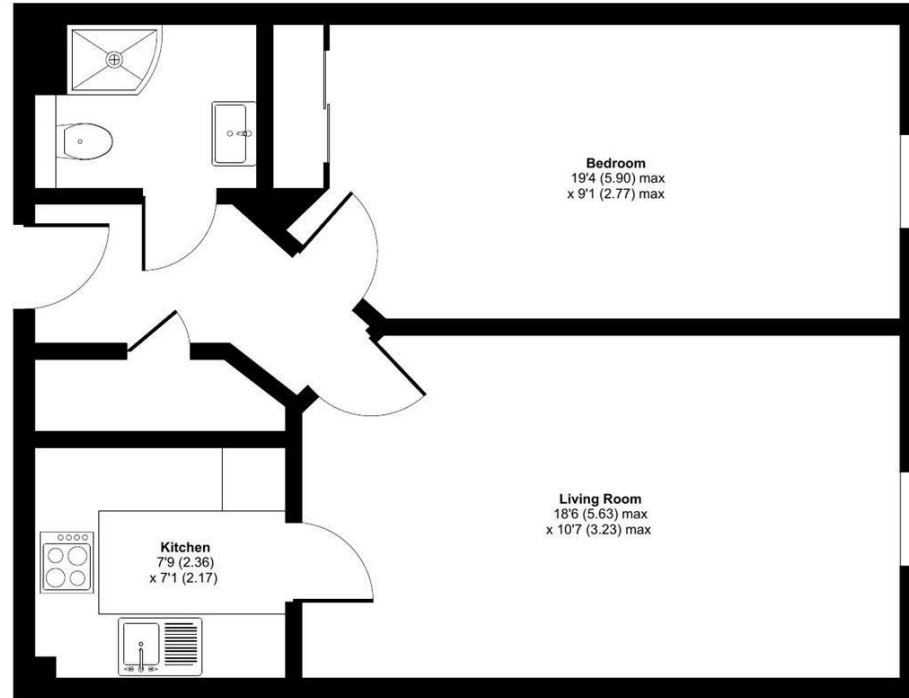 Bedroom
19'4 (5.90) max
x 9'1 (2.77) max
Living Room
18'6 (5.63) max
x 10'7 (3.23) max
Kitchen
7'9 (2.36)
x 7'1 (2.17)